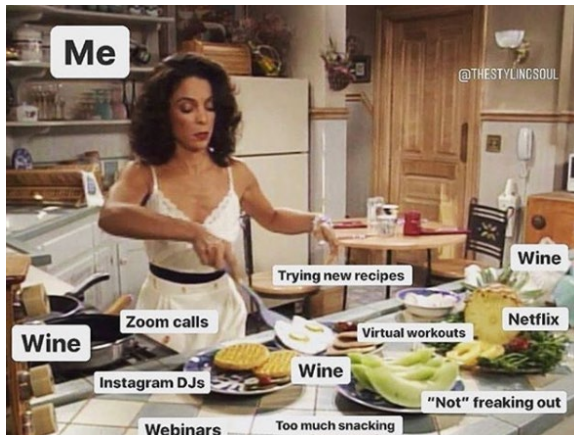 Me
@THESTYLINGSOUL
Wine
Trying new recipes
Netflix
Zoom calls
Virtual workouts
Wine
Wine
Instagram DJs
"Not" freaking out
Too much snacking
Webinars